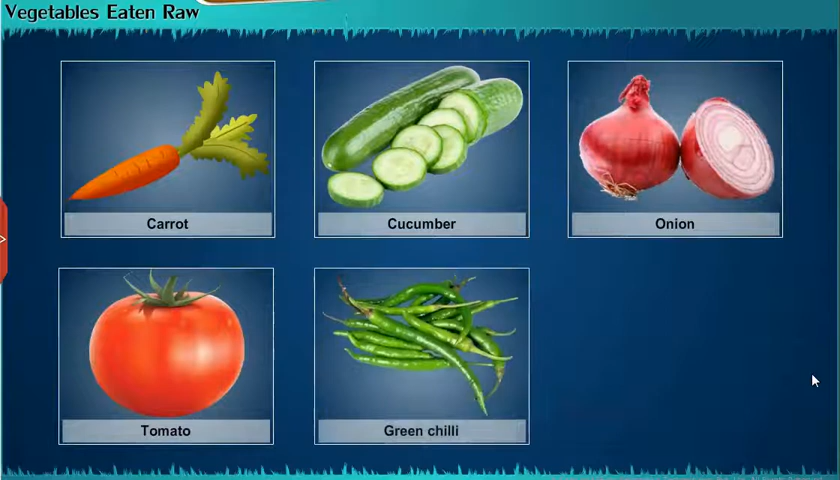 Vegetables Eaten Raw
Carrot
Cucumber
Onion
Tomato
Green chilli